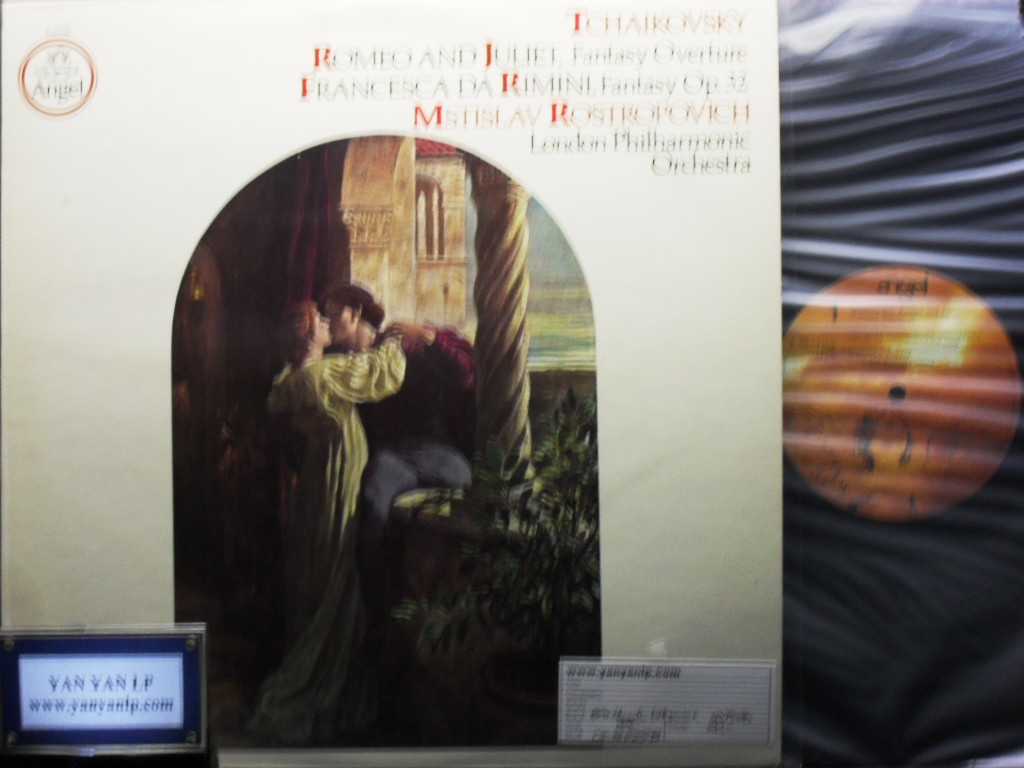 Angel
TCHAIKOVSKY
ROMEO AND JULIET, Fantasy Overture
FRANCESCA DA RIMINI, Fantasy Op. 32
MSTISLAV ROSTROPOVICH
London Philharmonic
Orchestra
angel
YAN YAN LP
www.yanyanlp.com
www.yanyanlp.com